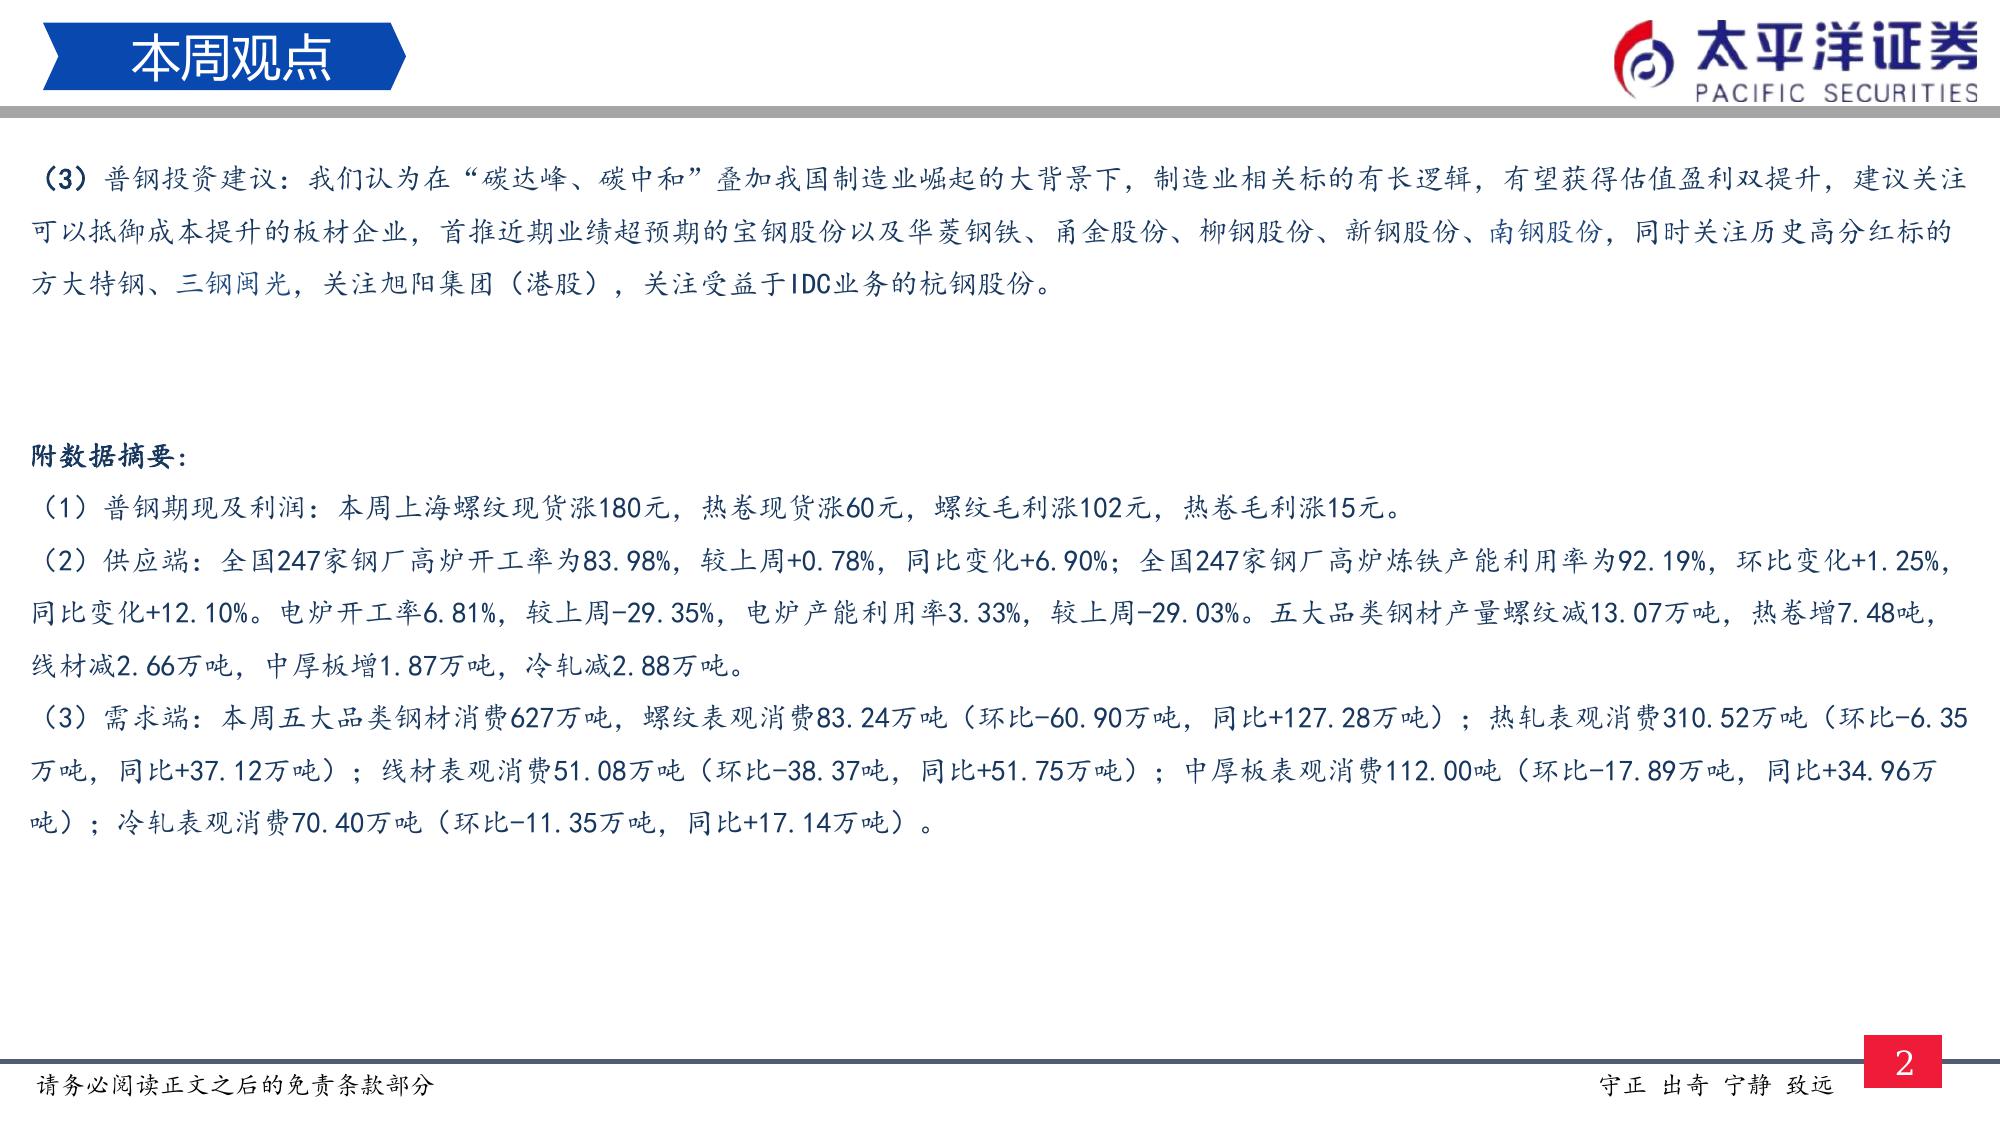 本周观点
太平洋证券
PACIFIC SECURITIES
（3）普钢投资建议：我们认为在“碳达峰、碳中和”叠加我国制造业崛起的大背景下，制造业相关标的有长逻辑，有望获得估值盈利双提升，建议关注
可以抵御成本提升的板材企业，首推近期业绩超预期的宝钢股份以及华菱钢铁、甬金股份、柳钢股份、新钢股份、南钢股份，同时关注历史高分红标的
方大特钢、三钢闽光，关注旭阳集团（港股），关注受益于IDC业务的杭钢股份。
附数据摘要：
（1）普钢期现及利润：本周上海螺纹现货涨180元，热卷现货涨60元，螺纹毛利涨102元，热卷毛利涨15元。
（2）供应端：全国247家钢厂高炉开工率为83.98%，较上周+0.78%，同比变化+6.90%；全国247家钢厂高炉炼铁产能利用率为92.19%，环比变化+1.25%，
同比变化+12.10%。电炉开工率6.81%，较上周-29.35%，电炉产能利用率3.33%，较上周-29.03%。五大品类钢材产量螺纹减13.07万吨，热卷增7.48吨，
线材减2.66万吨，中厚板增1.87万吨，冷轧减2.88万吨。
（3）需求端：本周五大品类钢材消费627万吨，螺纹表观消费83.24万吨（环比-60.90万吨，同比+127.28万吨）；热轧表观消费310.52万吨（环比-6.35
万吨，同比+37.12万吨）；线材表观消费51.08万吨（环比-38.37吨，同比+51.75万吨）；中厚板表观消费112.00吨（环比-17.89万吨，同比+34.96万
吨）；冷轧表观消费70.40万吨（环比-11.35万吨，同比+17.14万吨）。
请务必阅读正文之后的免责条款部分
守正 出奇 宁静 致远
2